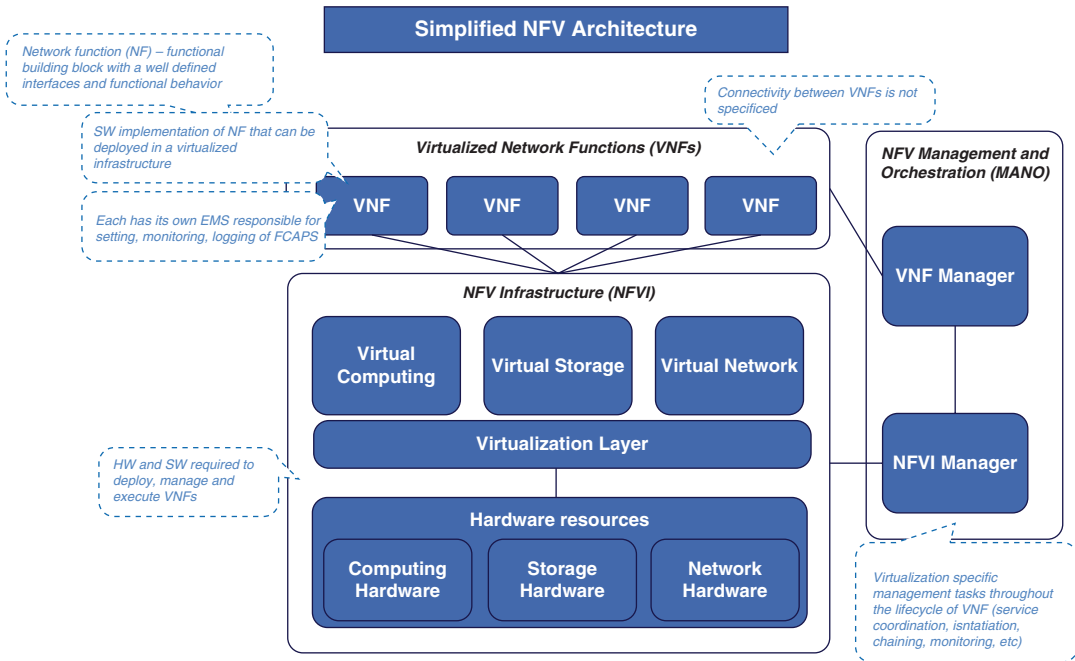 Simplified NFV Architecture
Network function (NF) – functional
building block with a well defined
interfaces and functional behavior
Connectivity between VNFs is not
specificed
SW implementation of NF that can be
deployed in a virtualized
infrastructure
Virtualized Network Functions (VNFs)
NFV Management and
Orchestration (MANO)
VNF
VNF
VNF
VNF
Each has its own EMS responsible for
setting, monitoring, logging of FCAPS
VNF Manager
NFV Infrastructure (NFVI)
Virtual
Computing
Virtual Storage
Virtual Network
Virtualization Layer
NFVI Manager
HW and SW required to
deploy, manage and
execute VNFs
Hardware resources
Computing
Hardware
Storage
Hardware
Network
Hardware
Virtualization specific
management tasks throughout
the lifecycle of VNF (service
coordination, isntatiation,
chaining, monitoring, etc)